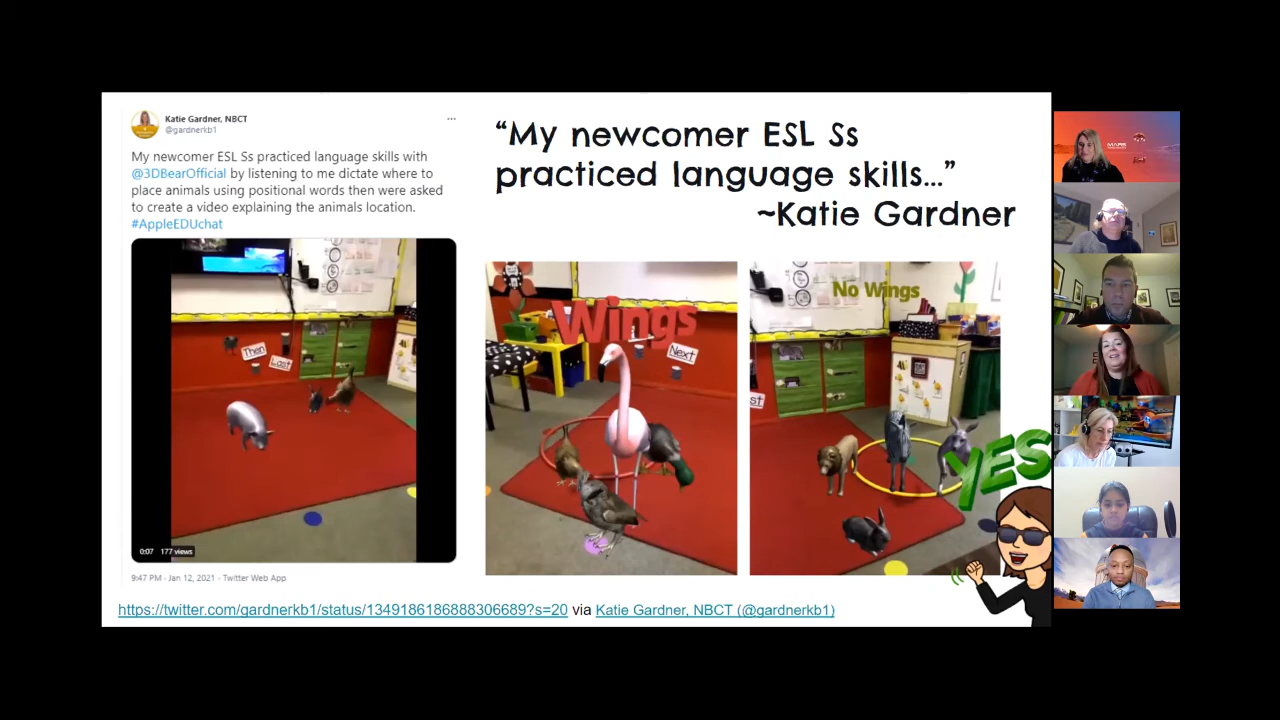 Katie Gardner, NBCT
@gardnerkb1
My newcomer ESL Ss practiced language skills with
@3DBearOfficial by listening to me dictate where to
place animals using positional words then were asked
to create a video explaining the animals location.
#AppleEDUchat
Then
Last
0:07 177 views
9:47 PM · Jan 12, 2021 · Twitter Web App
“My newcomer ESL Ss
practiced language skills...”
~Katie Gardner
Wings
Next
No Wings
st
YES
https://twitter.com/gardnerkb1/status/1349186186888306689?s=20 via Katie Gardner, NBCT (@gardnerkb1)
MARS